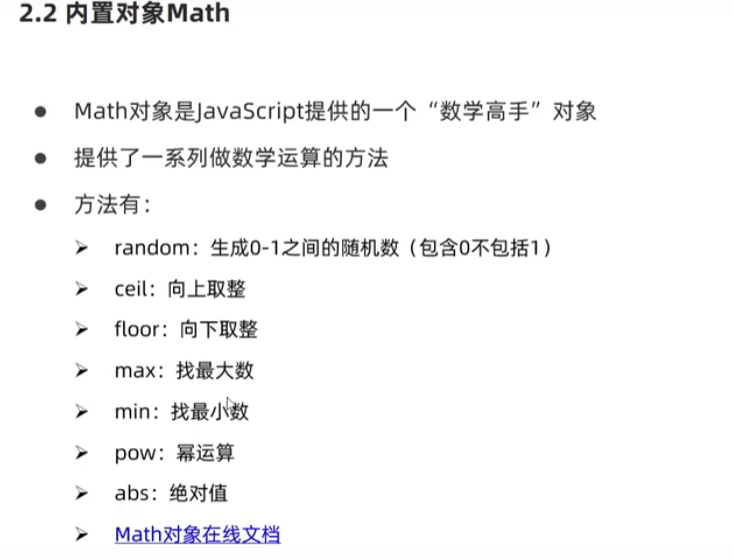 2.2 内置对象Math
● Math对象是JavaScript提供的一个“数学高手”对象
● 提供了一系列做数学运算的方法
● 方法有：
➢ random：生成0-1之间的随机数（包含0不包括1）
➢ ceil：向上取整
➢ floor：向下取整
➢ max：找最大数
➢ min：找最小数
➢ pow：幂运算
➢ abs：绝对值
➢ Math对象在线文档